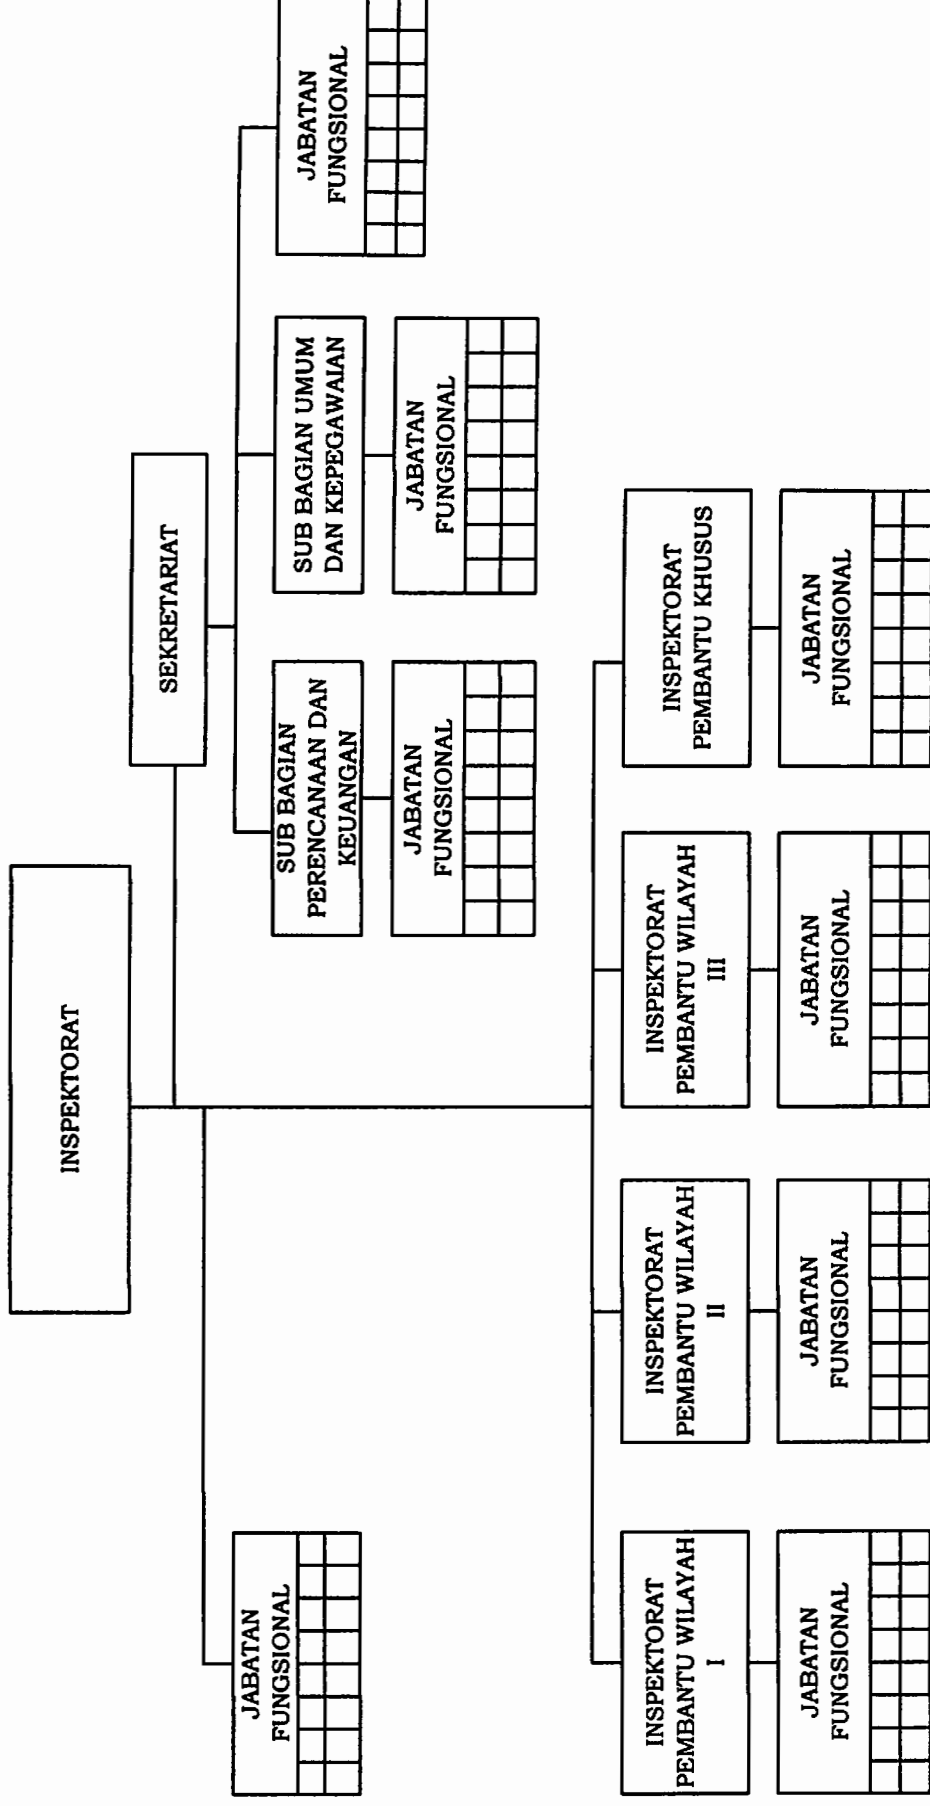 INSPEKTORAT
SEKRETARIAT
JABATAN
FUNGSIONAL
SUB BAGIAN
PERENCANAAN DAN
KEUANGAN
SUB BAGIAN UMUM
DAN KEPEGAWAIAN
JABATAN
FUNGSIONAL
JABATAN
FUNGSIONAL
JABATAN
FUNGSIONAL
INSPEKTORAT
PEMBANTU WILAYAH
I
INSPEKTORAT
PEMBANTU WILAYAH
II
INSPEKTORAT
PEMBANTU WILAYAH
III
INSPEKTORAT
PEMBANTU KHUSUS
JABATAN
FUNGSIONAL
JABATAN
FUNGSIONAL
JABATAN
FUNGSIONAL
JABATAN
FUNGSIONAL